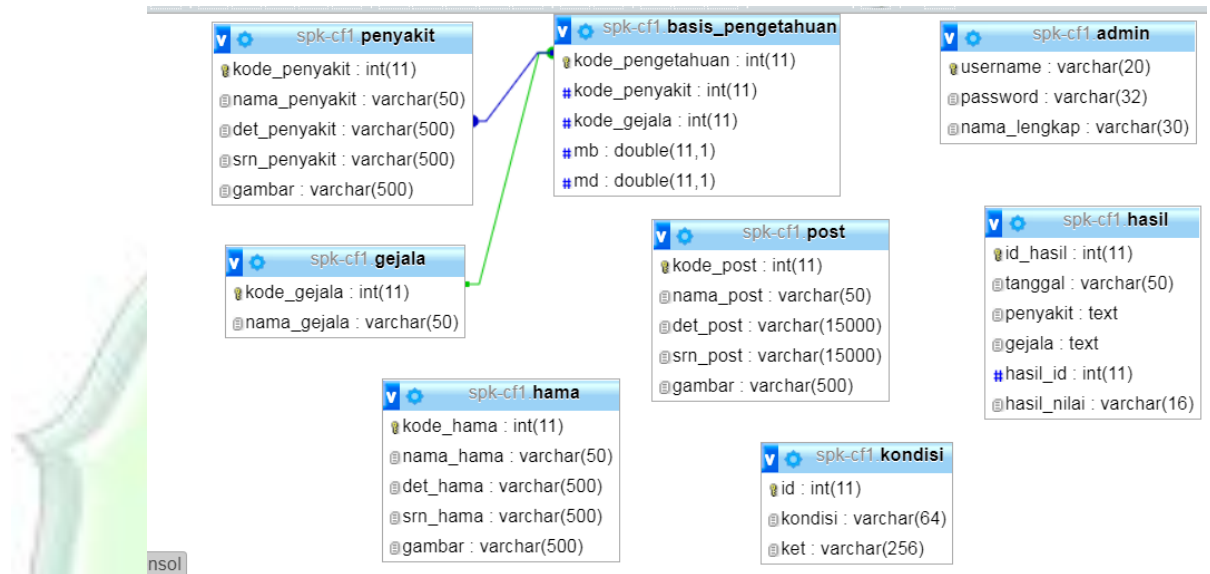 spk-cf1.penyakit
kode_penyakit : int(11)
nama_penyakit : varchar(50)
det_penyakit : varchar(500)
srn_penyakit : varchar(500)
gambar : varchar(500)
spk-cf1.basis_pengetahuan
kode_pengetahuan : int(11)
kode_penyakit : int(11)
kode_gejala : int(11)
mb : double(11,1)
md : double(11,1)
spk-cf1.admin
username : varchar(20)
password : varchar(32)
nama_lengkap : varchar(30)
spk-cf1.gejala
kode_gejala : int(11)
nama_gejala : varchar(50)
spk-cf1.post
kode_post : int(11)
nama_post : varchar(50)
det_post : varchar(15000)
srn_post : varchar(15000)
gambar : varchar(500)
spk-cf1.hasil
id_hasil : int(11)
tanggal : varchar(50)
penyakit : text
gejala : text
hasil_id : int(11)
hasil_nilai : varchar(16)
spk-cf1.hama
kode_hama : int(11)
nama_hama : varchar(50)
det_hama : varchar(500)
srn_hama : varchar(500)
gambar : varchar(500)
spk-cf1.kondisi
id : int(11)
kondisi : varchar(64)
ket : varchar(256)
nsol